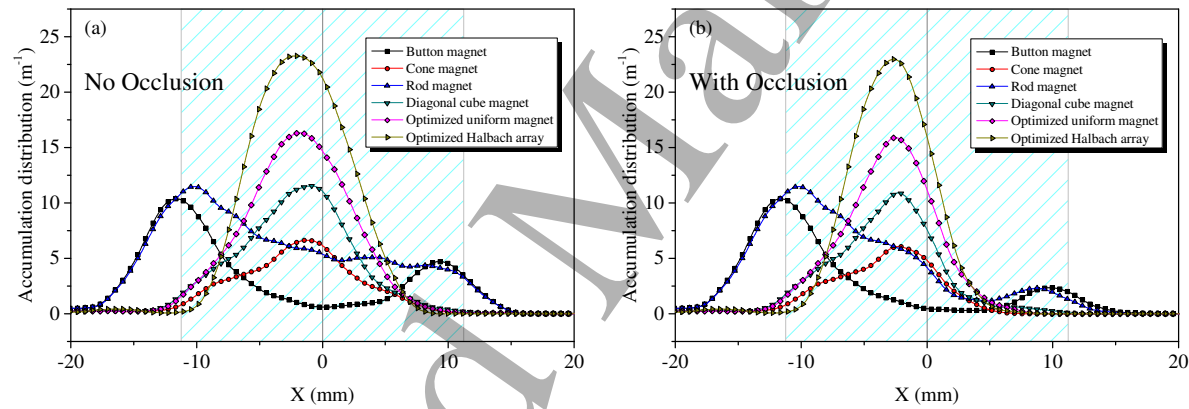 (a)
No Occlusion
Button magnet
Cone magnet
Rod magnet
Diagonal cube magnet
Optimized uniform magnet
Optimized Halbach array
Accumulation distribution (m⁻¹)
25
20
15
10
5
0
-20
-10
0
10
20
X (mm)
(b)
With Occlusion
Button magnet
Cone magnet
Rod magnet
Diagonal cube magnet
Optimized uniform magnet
Optimized Halbach array
Accumulation distribution (m⁻¹)
25
20
15
10
5
0
-20
-10
0
10
20
X (mm)
d Ma